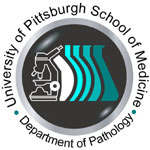 University of Pittsburgh School of Medicine
• Department of Pathology •